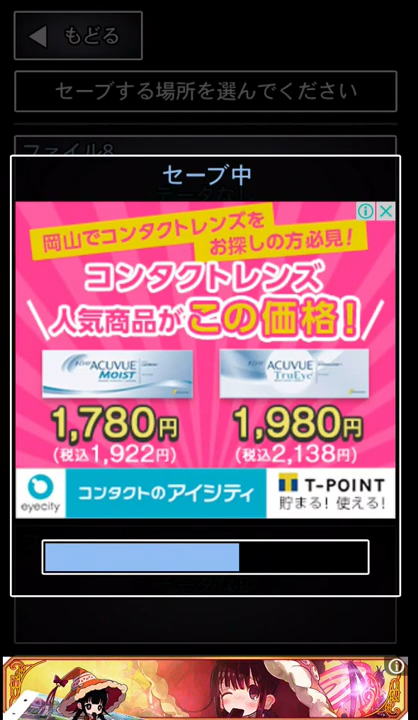 もどる
セーブする場所を選んでください
ファイル8
セーブ中
岡山でコンタクトレンズを
お探しの方必見!
コンタクトレンズ
人気商品がこの価格!
ACUVUE
MOIST
ACUVUE
TruEye
1,780円
(税込1,922円)
1,980円
(税込2,138円)
eyecity
コンタクトのアイシティ
T-POINT
貯まる! 使える!